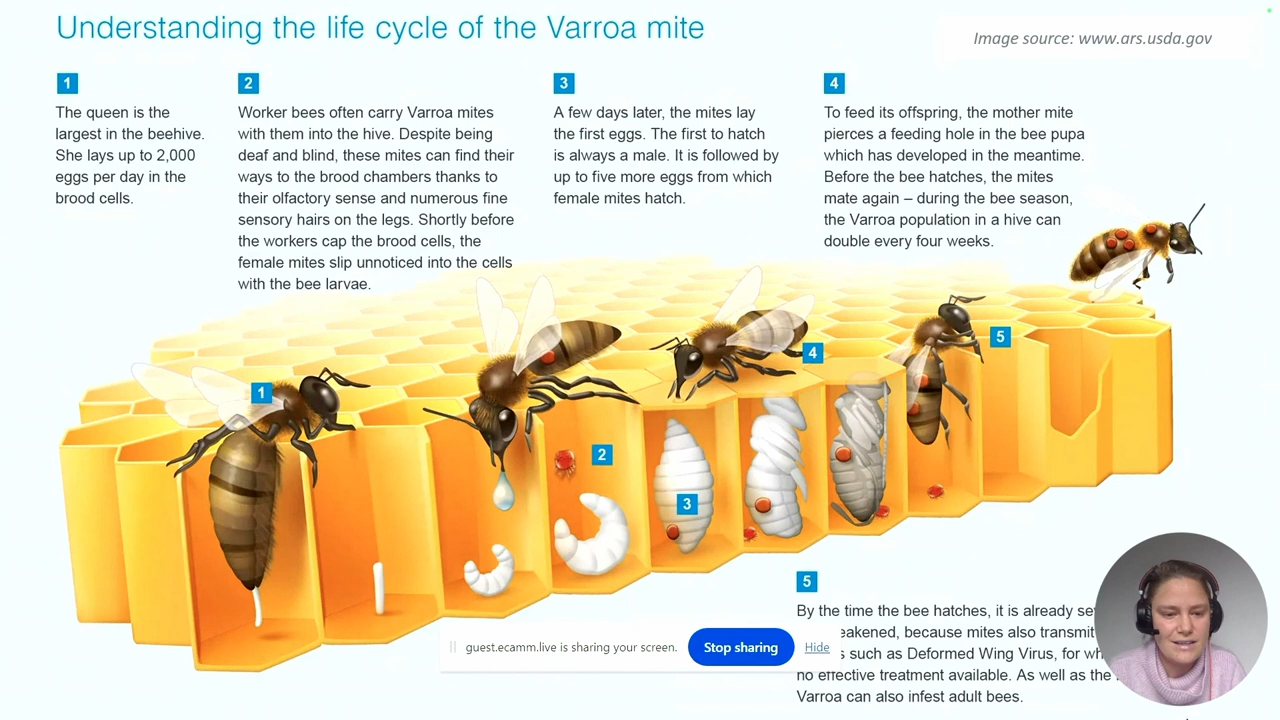 Understanding the life cycle of the Varroa mite
Image source: www.ars.usda.gov
1
The queen is the
largest in the beehive.
She lays up to 2,000
eggs per day in the
brood cells.
2
Worker bees often carry Varroa mites
with them into the hive. Despite being
deaf and blind, these mites can find their
ways to the brood chambers thanks to
their olfactory sense and numerous fine
sensory hairs on the legs. Shortly before
the workers cap the brood cells, the
female mites slip unnoticed into the cells
with the bee larvae.
3
A few days later, the mites lay
the first eggs. The first to hatch
is always a male. It is followed by
up to five more eggs from which
female mites hatch.
4
To feed its offspring, the mother mite
pierces a feeding hole in the bee pupa
which has developed in the meantime.
Before the bee hatches, the mites
mate again – during the bee season,
the Varroa population in a hive can
double every four weeks.
1
2
3
4
5
5
By the time the bee hatches, it is already
because mites also transmit
such as Deformed Wing Virus, for
no effective treatment available. As well as the
Varroa can also infest adult bees.
guest.ecamm.live is sharing your screen.
Stop sharing
Hide